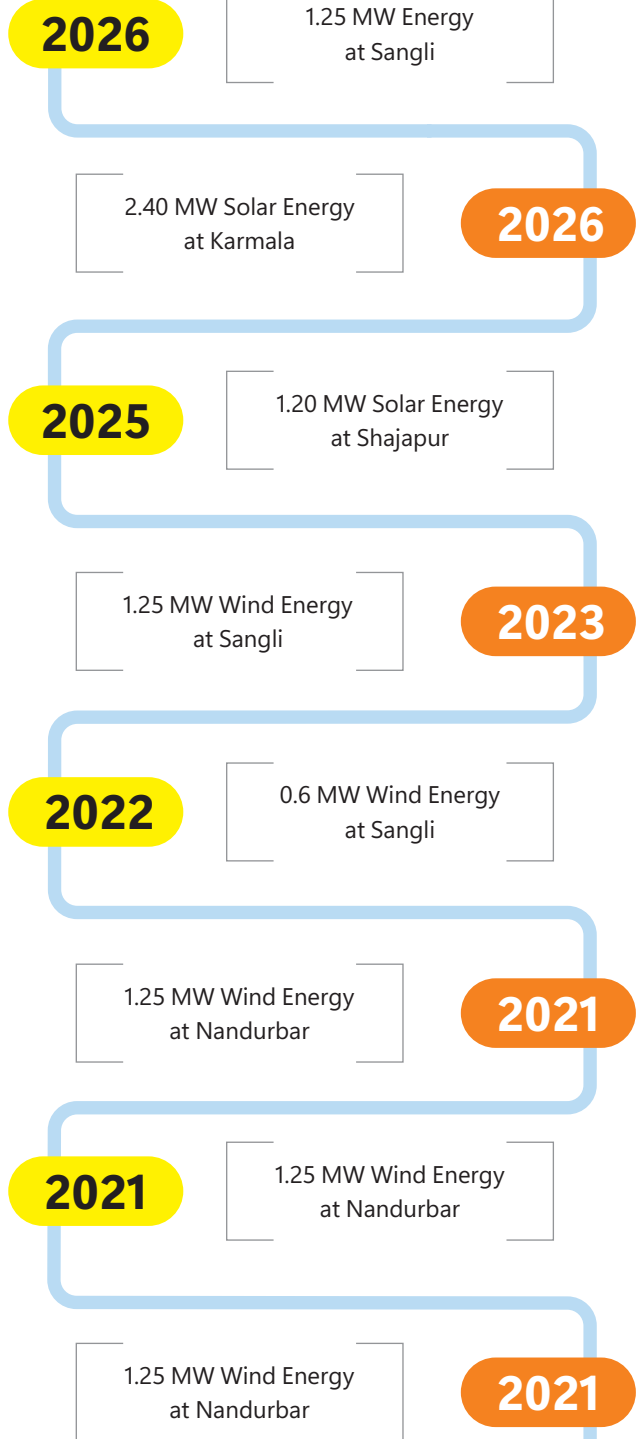 2026
1.25 MW Energy
at Sangli
2.40 MW Solar Energy
at Karmala
2026
2025
1.20 MW Solar Energy
at Shajapur
1.25 MW Wind Energy
at Sangli
2023
2022
0.6 MW Wind Energy
at Sangli
1.25 MW Wind Energy
at Nandurbar
2021
2021
1.25 MW Wind Energy
at Nandurbar
1.25 MW Wind Energy
at Nandurbar
2021